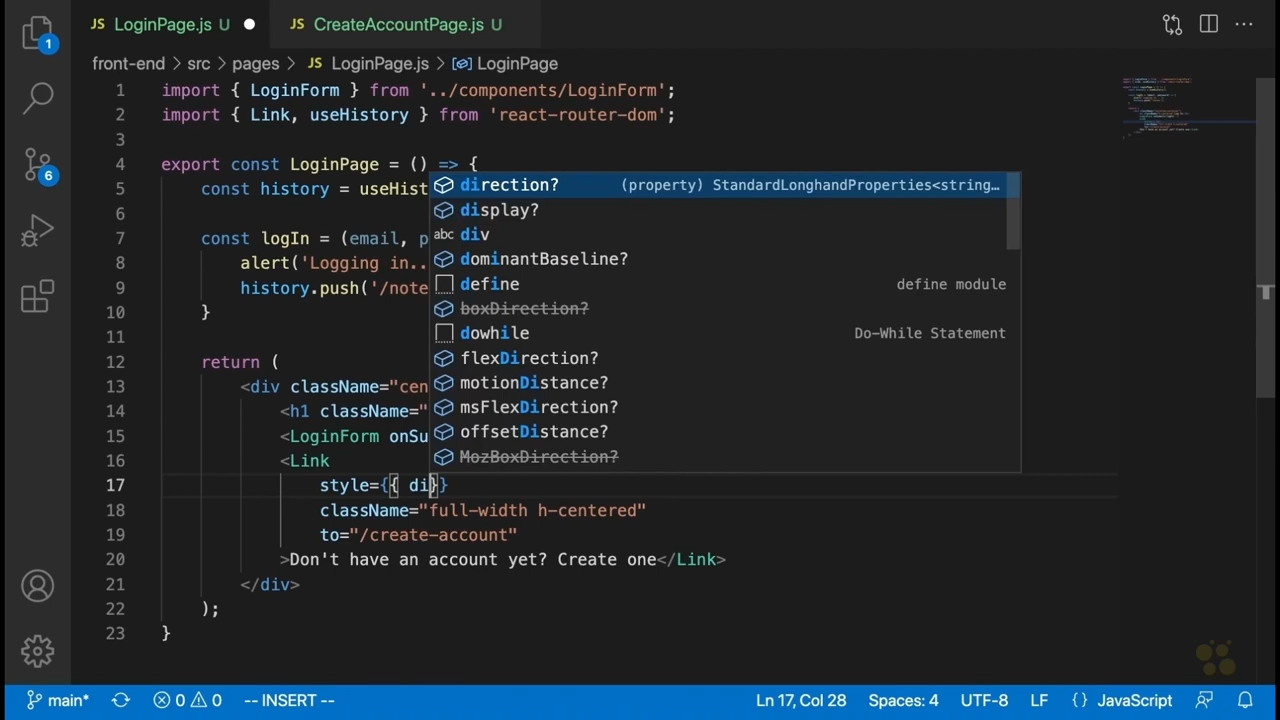 JS LoginPage.js U JS CreateAccountPage.js U
1
front-end > src > pages > JS LoginPage.js > LoginPage
1 import { LoginForm } from '../components/LoginForm';
2 import { Link, useHistory } from 'react-router-dom';
3
4 export const LoginPage = () => {
5 const history = useHist
direction? (property) StandardLonghandProperties<string…
6
display?
7 const logIn = (email, p
div
8 alert('Logging in..
dominantBaseline?
9 history.push('/note
define define module
10 }
boxDirection?
11
dowhile Do-While Statement
12 return (
flexDirection?
13 <div className="cen
motionDistance?
14 <h1 className="
msFlexDirection?
15 <LoginForm onSu
offsetDistance?
16 <Link
MozBoxDirection?
17 style={{ di}}
18 className="full-width h-centered"
19 to="/create-account"
20 >Don't have an account yet? Create one</Link>
21 </div>
22 );
23 }
6
main* 0 0 -- INSERT -- Ln 17, Col 28 Spaces: 4 UTF-8 LF {} JavaScript